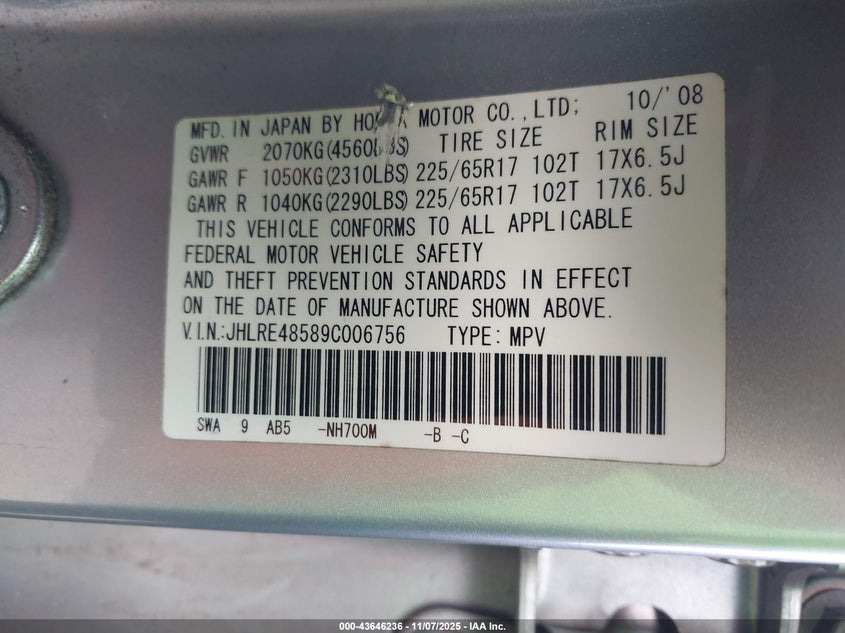 MFD. IN JAPAN BY HONDA MOTOR CO.,LTD; 10/'08
GVWR 2070KG(4560LBS) TIRE SIZE RIM SIZE
GAWR F 1050KG(2310LBS) 225/65R17 102T 17X6.5J
GAWR R 1040KG(2290LBS) 225/65R17 102T 17X6.5J
THIS VEHICLE CONFORMS TO ALL APPLICABLE
FEDERAL MOTOR VEHICLE SAFETY
AND THEFT PREVENTION STANDARDS IN EFFECT
ON THE DATE OF MANUFACTURE SHOWN ABOVE.
V.I.N.:JHLRE48589C006756 TYPE: MPV
SWA 9 AB5 -NH700M -B -C
000-43646236 - 11/07/2025 - IAA Inc.